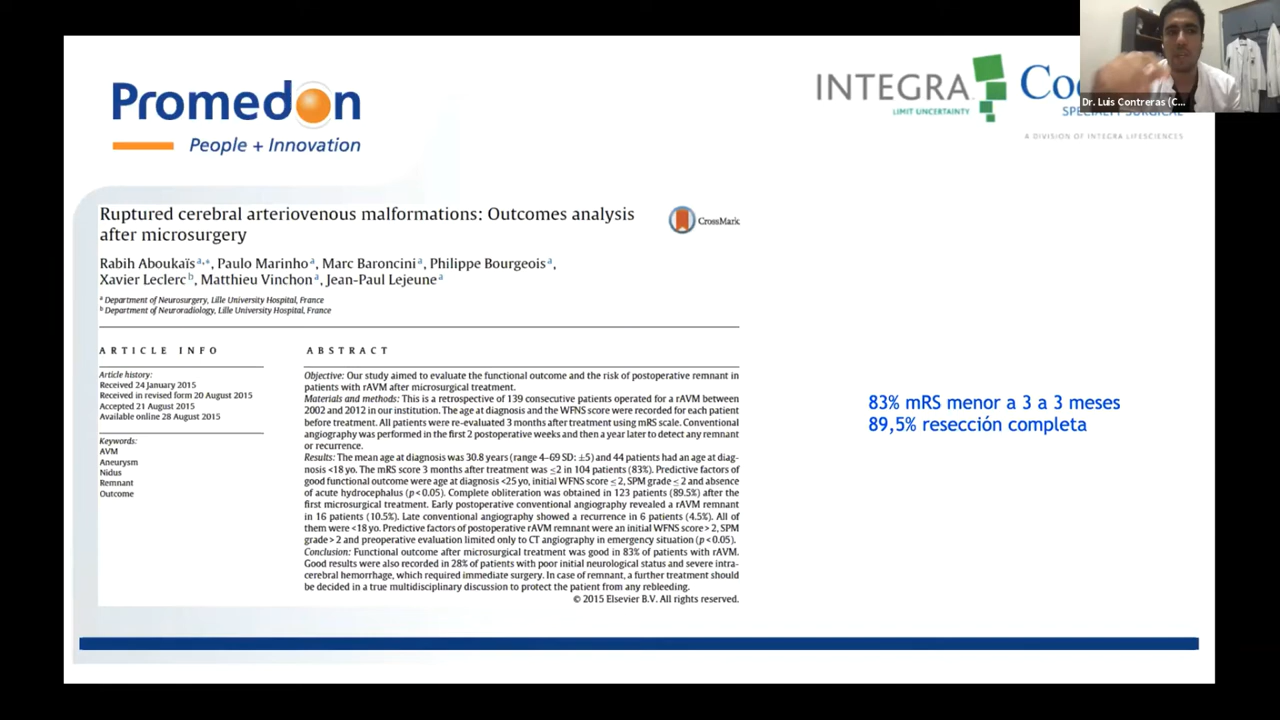 Promedon
People + Innovation
INTEGRA
LIMIT UNCERTAINTY
SPECIALTY SURGICAL
A DIVISION OF INTEGRA LIFESCIENCES
Dr. Luis Contreras (C...
Ruptured cerebral arteriovenous malformations: Outcomes analysis
after microsurgery
CrossMark
Rabih Aboukaïs a,*, Paulo Marinho a, Marc Baroncini a, Philippe Bourgeois a,
Xavier Leclerc b, Matthieu Vinchon a, Jean-Paul Lejeune a
a Department of Neurosurgery, Lille University Hospital, France
b Department of Neuroradiology, Lille University Hospital, France
ARTICLE INFO
Article history:
Received 24 January 2015
Received in revised form 20 August 2015
Accepted 21 August 2015
Available online 28 August 2015
Keywords:
AVM
Aneurysm
Nidus
Remnant
Outcome
ABSTRACT
Objective: Our study aimed to evaluate the functional outcome and the risk of postoperative remnant in
patients with rAVM after microsurgical treatment.
Materials and methods: This is a retrospective of 139 consecutive patients operated for a rAVM between
2002 and 2012 in our institution. The age at diagnosis and the WFNS score were recorded for each patient
before treatment. All patients were re-evaluated 3 months after treatment using mRS scale. Conventional
angiography was performed in the first 2 postoperative weeks and then a year later to detect any remnant
or recurrence.
Results: The mean age at diagnosis was 30.8 years (range 4–69 SD: ±5) and 44 patients had an age at diag-
nosis <18 yo. The mRS score 3 months after treatment was ≤2 in 104 patients (83%). Predictive factors of
good functional outcome were age at diagnosis <25 yo, initial WFNS score ≤ 2, SPM grade ≤ 2 and absence
of acute hydrocephalus (p < 0.05). Complete obliteration was obtained in 123 patients (89.5%) after the
first microsurgical treatment. Early postoperative conventional angiography revealed a rAVM remnant
in 16 patients (10.5%). Late conventional angiography showed a recurrence in 6 patients (4.5%). All of
them were <18 yo. Predictive factors of postoperative rAVM remnant were an initial WFNS score > 2, SPM
grade > 2 and preoperative evaluation limited only to CT angiography in emergency situation (p < 0.05).
Conclusion: Functional outcome after microsurgical treatment was good in 83% of patients with rAVM.
Good results were also recorded in 28% of patients with poor initial neurological status and severe intra-
cerebral hemorrhage, which required immediate surgery. In case of remnant, a further treatment should
be decided in a true multidisciplinary discussion to protect the patient from any rebleeding.
© 2015 Elsevier B.V. All rights reserved.
83% mRS menor a 3 a 3 meses
89,5% resección completa